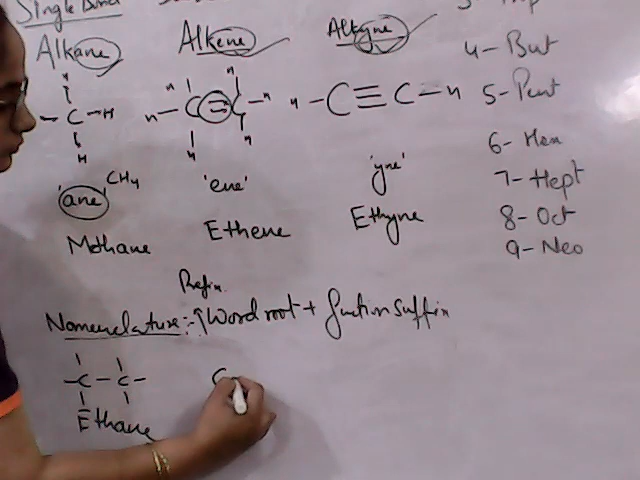 Single Bond
Alkane Alkene Alkyne
4- But
H H H
-C-H H-C=C-H H-C≡C-H
5- Pent
H H H
6- Hex
'ane' CH4 'ene' 'yne'
7- Hept
Methane Ethene Ethyne
8- Oct
9- Neo
Prefix
Nomenclature:- ↑ Word root + function suffix
-C-C- C
Ethane